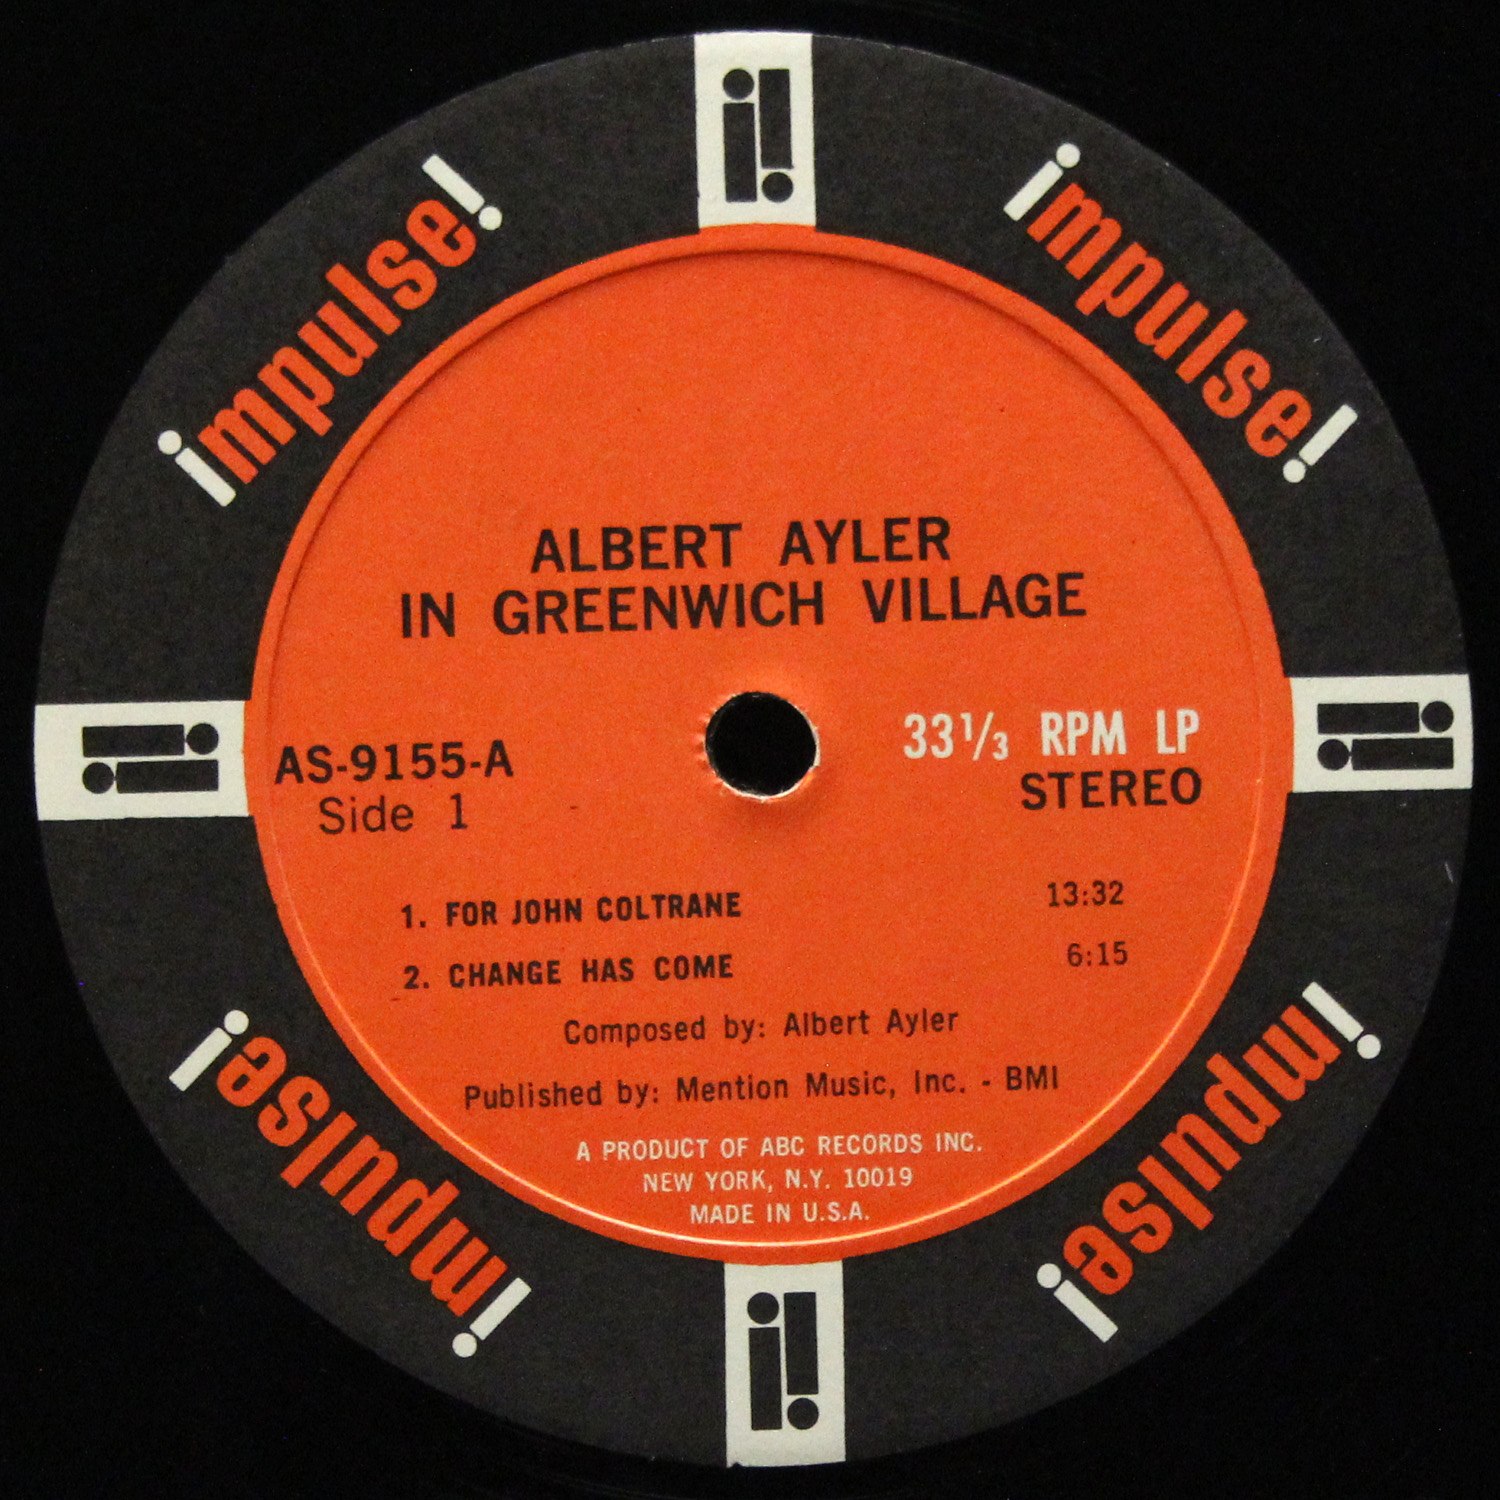 impulse!
impulse!
ALBERT AYLER
IN GREENWICH VILLAGE
AS-9155-A
Side 1
33⅓ RPM LP
STEREO
1. FOR JOHN COLTRANE 13:32
2. CHANGE HAS COME 6:15
Composed by: Albert Ayler
Published by: Mention Music, Inc. - BMI
A PRODUCT OF ABC RECORDS INC.
NEW YORK, N.Y. 10019
MADE IN U.S.A.
impulse!
impulse!